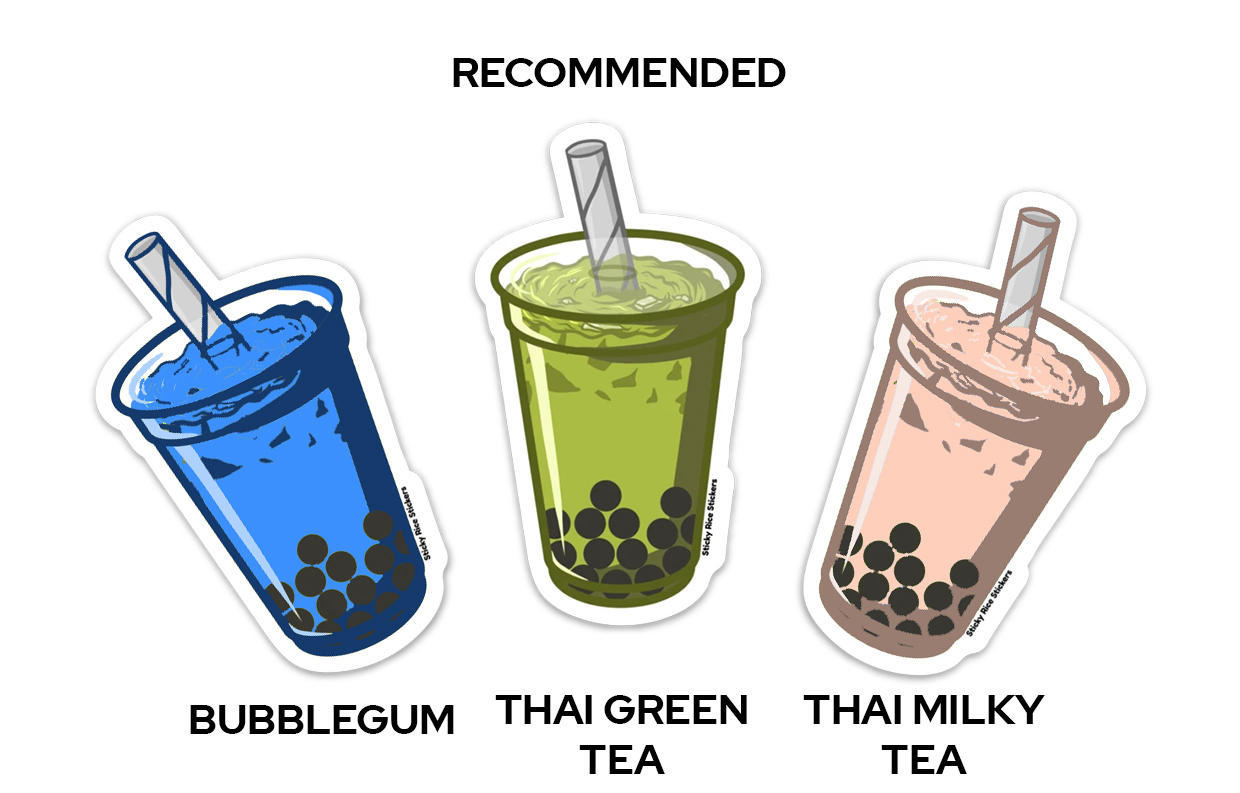 RECOMMENDED
Sticky Rice Stickers
Sticky Rice Stickers
Sticky Rice Stickers
BUBBLEGUM
THAI GREEN
TEA
THAI MILKY
TEA